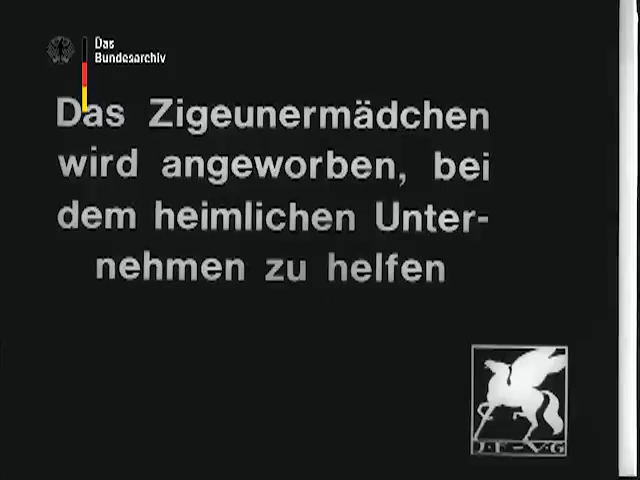 Das
Bundesarchiv
Das Zigeunermädchen
wird angeworben, bei
dem heimlichen Unter-
nehmen zu helfen
J·F–V·G